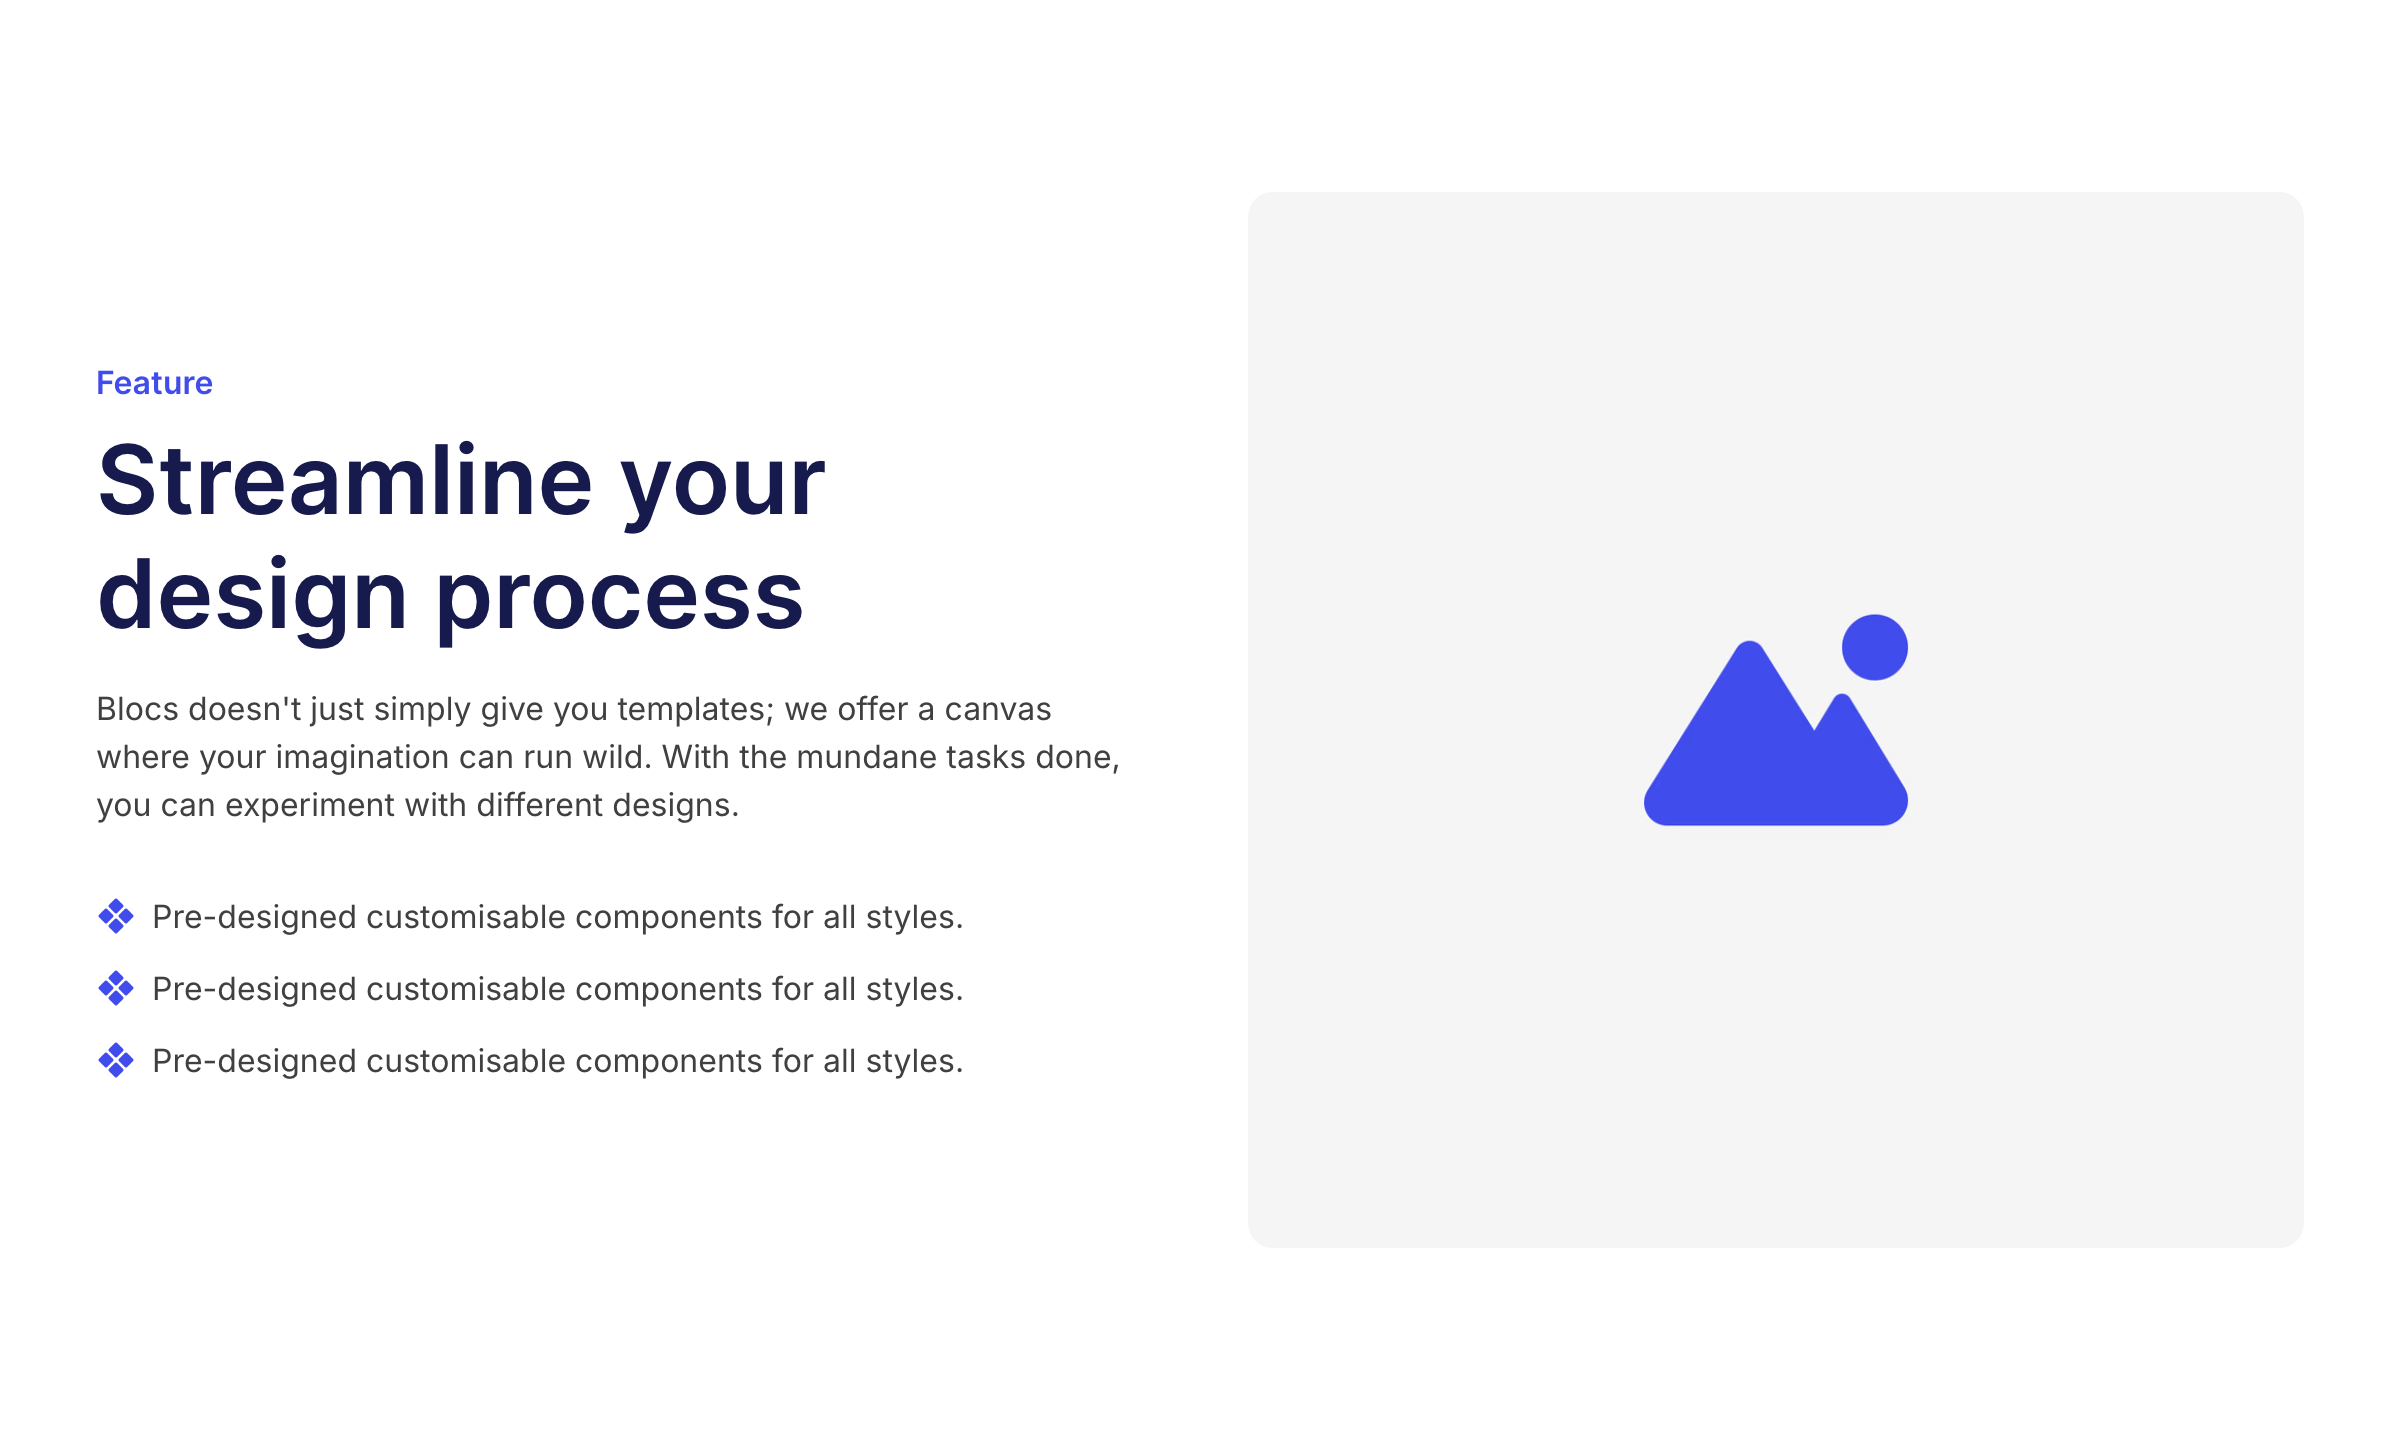 Feature
Streamline your
design process
Blocs doesn't just simply give you templates; we offer a canvas
where your imagination can run wild. With the mundane tasks done,
you can experiment with different designs.
Pre-designed customisable components for all styles.
Pre-designed customisable components for all styles.
Pre-designed customisable components for all styles.